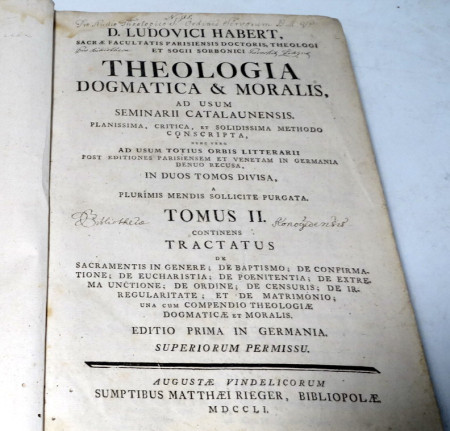 D. LUDOVICI HABERT,
SACRÆ FACULTATIS PARISIENSIS DOCTORIS, THEOLOGI
ET SOCII SORBONICI
THEOLOGIA
DOGMATICA & MORALIS,
AD USUM
SEMINARII CATALAUNENSIS.
PLANISSIMA, CRITICA, ET SOLIDISSIMA METHODO
CONSCRIPTA,
NUNC VERO
AD USUM TOTIUS ORBIS LITTERARII
POST EDITIONES PARISIENSEM ET VENETAM IN GERMANIA
DENUO RECUSA,
IN DUOS TOMOS DIVISA,
A
PLURIMIS MENDIS SOLLICITE PURGATA.
TOMUS II.
Bibliotheca
CONTINENS
TRACTATUS
DE
SACRAMENTIS IN GENERE; DE BAPTISMO; DE CONFIRMA-
TIONE; DE EUCHARISTIA; DE POENITENTIA; DE EXTRE-
MA UNCTIONE; DE ORDINE; DE CENSURIS; DE IR-
REGULARITATE; ET DE MATRIMONIO;
UNA CUM COMPENDIO THEOLOGIÆ
DOGMATICÆ ET MORALIS.
EDITIO PRIMA IN GERMANIA.
SUPERIORUM PERMISSU.
AUGUSTÆ VINDELICORUM
SUMPTIBUS MATTHÆI RIEGER, BIBLIOPOLÆ
MDCCLI.